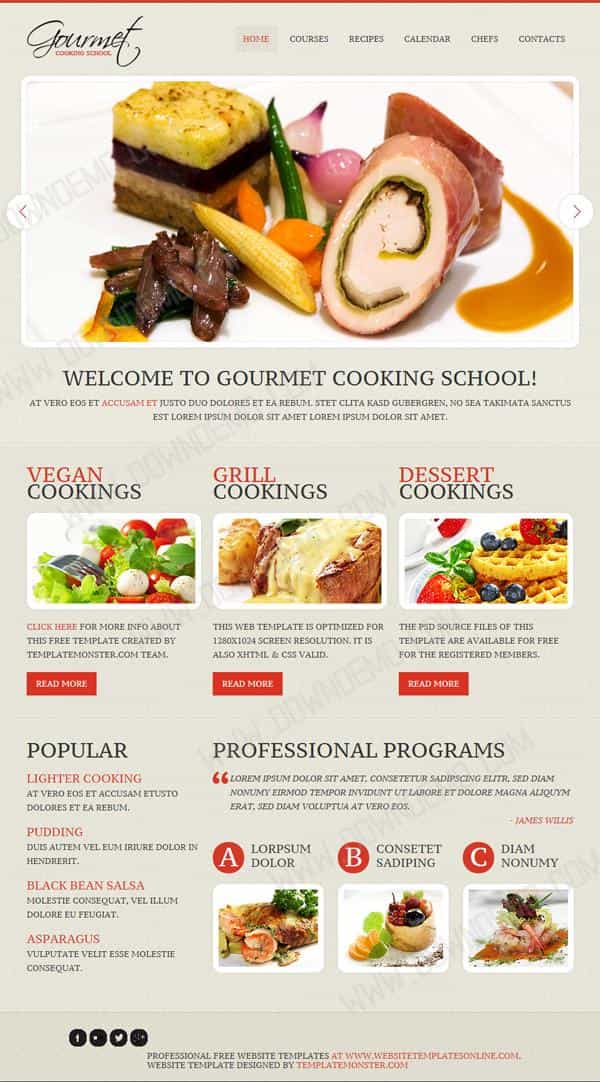 Gourmet
COOKING SCHOOL
HOME COURSES RECIPES CALENDAR CHEFS CONTACTS
WELCOME TO GOURMET COOKING SCHOOL!
AT VERO EOS ET ACCUSAM ET JUSTO DUO DOLORES ET EA REBUM. STET CLITA KASD GUBERGREN, NO SEA TAKIMATA SANCTUS
EST LOREM IPSUM DOLOR SIT AMET LOREM IPSUM DOLOR SIT AMET.
VEGAN
COOKINGS
CLICK HERE FOR MORE INFO ABOUT
THIS FREE TEMPLATE CREATED BY
TEMPLATEMONSTER.COM TEAM.
READ MORE
GRILL
COOKINGS
THIS WEB TEMPLATE IS OPTIMIZED FOR
1280X1024 SCREEN RESOLUTION. IT IS
ALSO XHTML & CSS VALID.
READ MORE
DESSERT
COOKINGS
THE PSD SOURCE FILES OF THIS
TEMPLATE ARE AVAILABLE FOR FREE
FOR THE REGISTERED MEMBERS.
READ MORE
POPULAR
LIGHTER COOKING
AT VERO EOS ET ACCUSAM ETUSTO
DOLORES ET EA REBUM.
PUDDING
DUIS AUTEM VEL EUM IRIURE DOLOR IN
HENDRERIT.
BLACK BEAN SALSA
MOLESTIE CONSEQUAT, VEL ILLUM
DOLORE EU FEUGIAT.
ASPARAGUS
VULPUTATE VELIT ESSE MOLESTIE
CONSEQUAT.
PROFESSIONAL PROGRAMS
LOREM IPSUM DOLOR SIT AMET, CONSETETUR SADIPSCING ELITR, SED DIAM
NONUMY EIRMOD TEMPOR INVIDUNT UT LABORE ET DOLORE MAGNA ALIQUYM
ERAT, SED DIAM VOLUPTUA AT VERO EOS.
- JAMES WILLIS
A LORPSUM
DOLOR
B CONSETET
SADIPING
C DIAM
NONUMY
PROFESSIONAL FREE WEBSITE TEMPLATES AT WWW.WEBSITETEMPLATESONLINE.COM.
WEBSITE TEMPLATE DESIGNED BY TEMPLATEMONSTER.COM
WWW.DOWNDEMO.COM